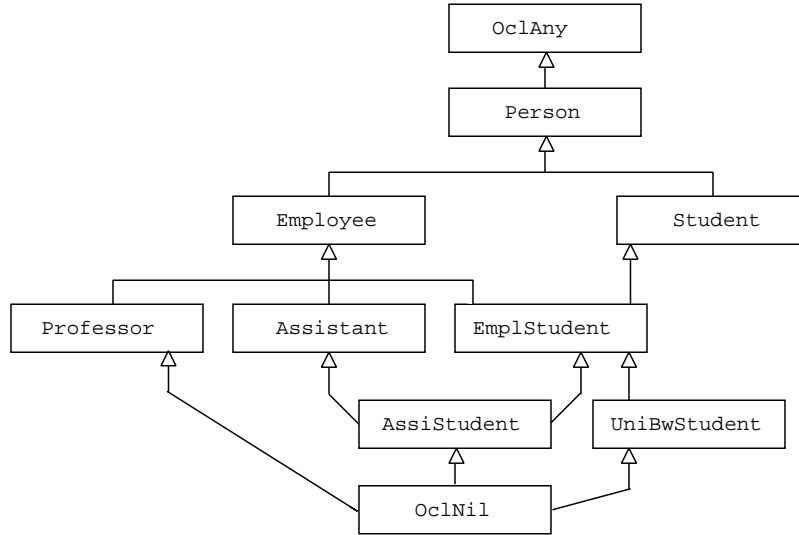 OclAny
Person
Employee
Student
Professor
Assistant
EmplStudent
AssiStudent
UniBwStudent
OclNil